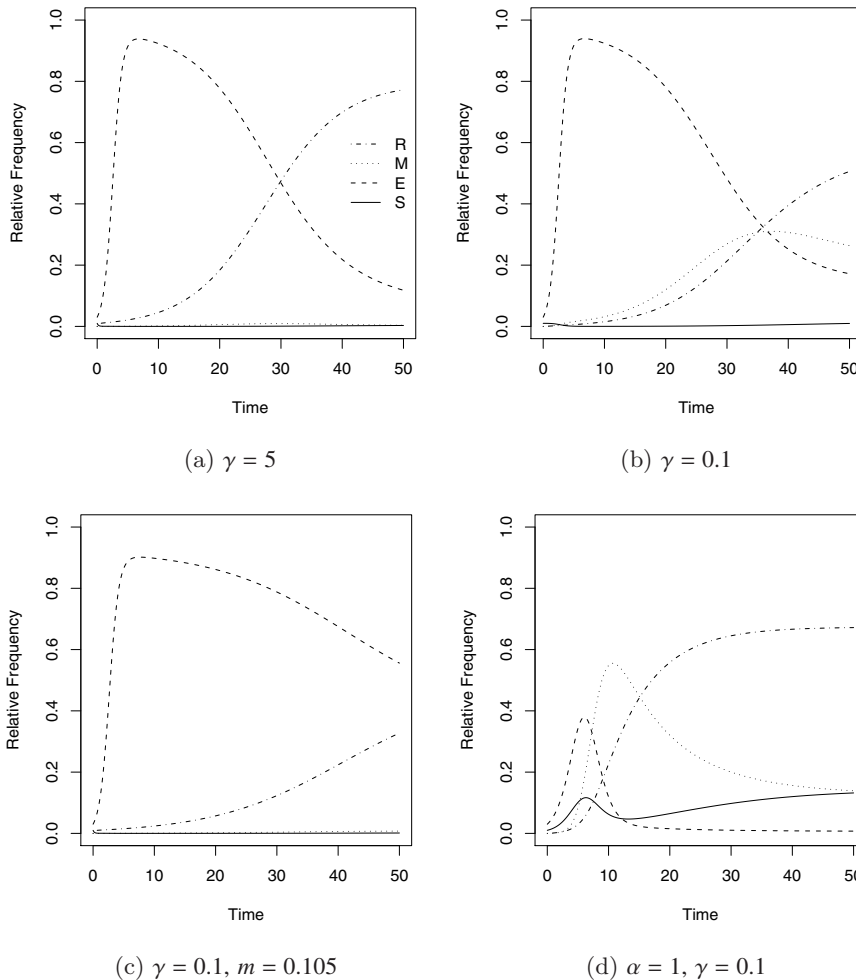 Relative Frequency
0.0 0.2 0.4 0.6 0.8 1.0
R
M
E
S
0 10 20 30 40 50
Time
(a) γ = 5
Relative Frequency
0.0 0.2 0.4 0.6 0.8 1.0
0 10 20 30 40 50
Time
(b) γ = 0.1
Relative Frequency
0.0 0.2 0.4 0.6 0.8 1.0
0 10 20 30 40 50
Time
(c) γ = 0.1, m = 0.105
Relative Frequency
0.0 0.2 0.4 0.6 0.8 1.0
0 10 20 30 40 50
Time
(d) α = 1, γ = 0.1